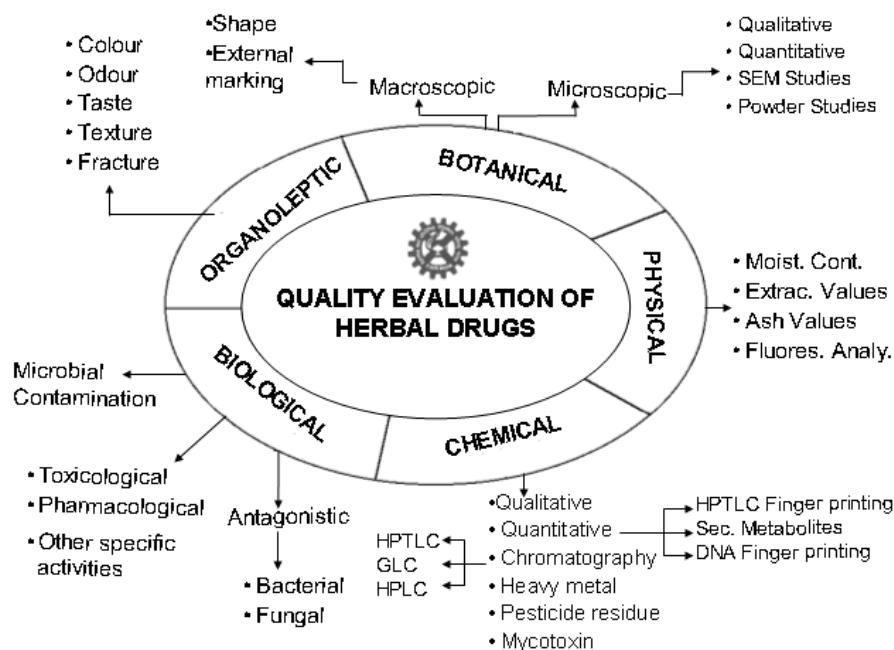 • Colour
• Odour
• Taste
• Texture
• Fracture
•Shape
•External
marking
Macroscopic
Microscopic
• Qualitative
• Quantitative
• SEM Studies
• Powder Studies
ORGANOLEPTIC
BOTANICAL
PHYSICAL
CHEMICAL
BIOLOGICAL
QUALITY EVALUATION OF
HERBAL DRUGS
• Moist. Cont.
• Extrac. Values
• Ash Values
• Fluores. Analy.
Microbial
Contamination
•Toxicological
•Pharmacological
• Other specific
activities
Antagonistic
• Bacterial
• Fungal
•Qualitative
• Quantitative
• Chromatography
• Heavy metal
• Pesticide residue
• Mycotoxin
HPTLC
GLC
HPLC
HPTLC Finger printing
Sec. Metabolites
DNA Finger printing